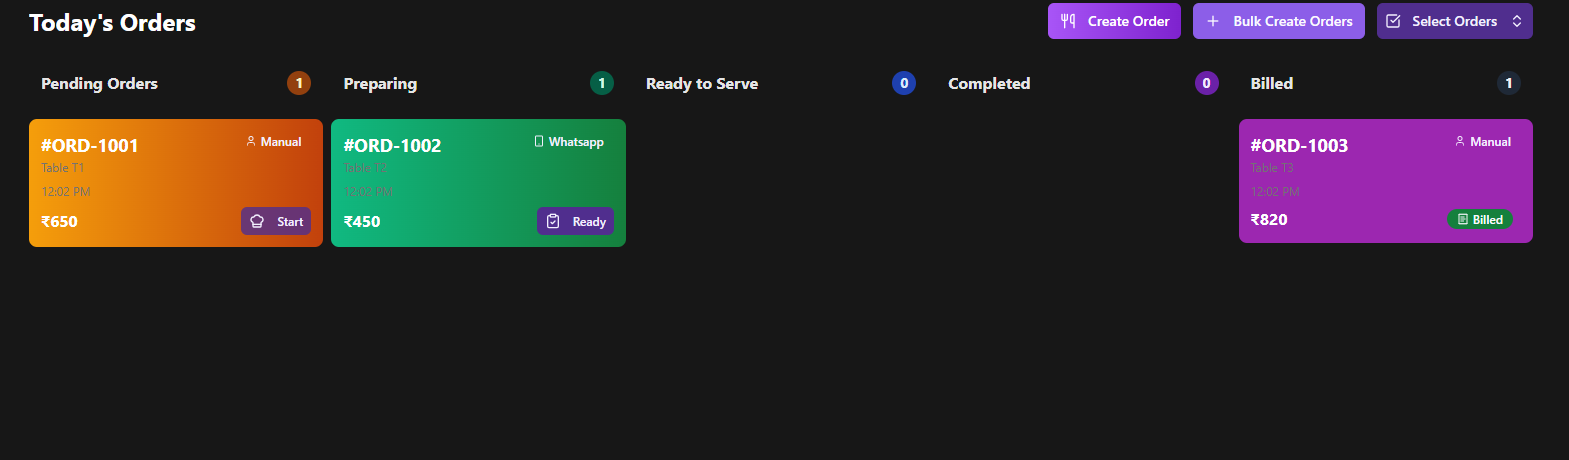 Today's Orders
Create Order
Bulk Create Orders
Select Orders
Pending Orders 1
Preparing 1
Ready to Serve 0
Completed 0
Billed 1
#ORD-1001 Manual
Table T1
12:02 PM
₹650 Start
#ORD-1002 Whatsapp
Table T2
12:02 PM
₹450 Ready
#ORD-1003 Manual
Table T3
12:02 PM
₹820 Billed